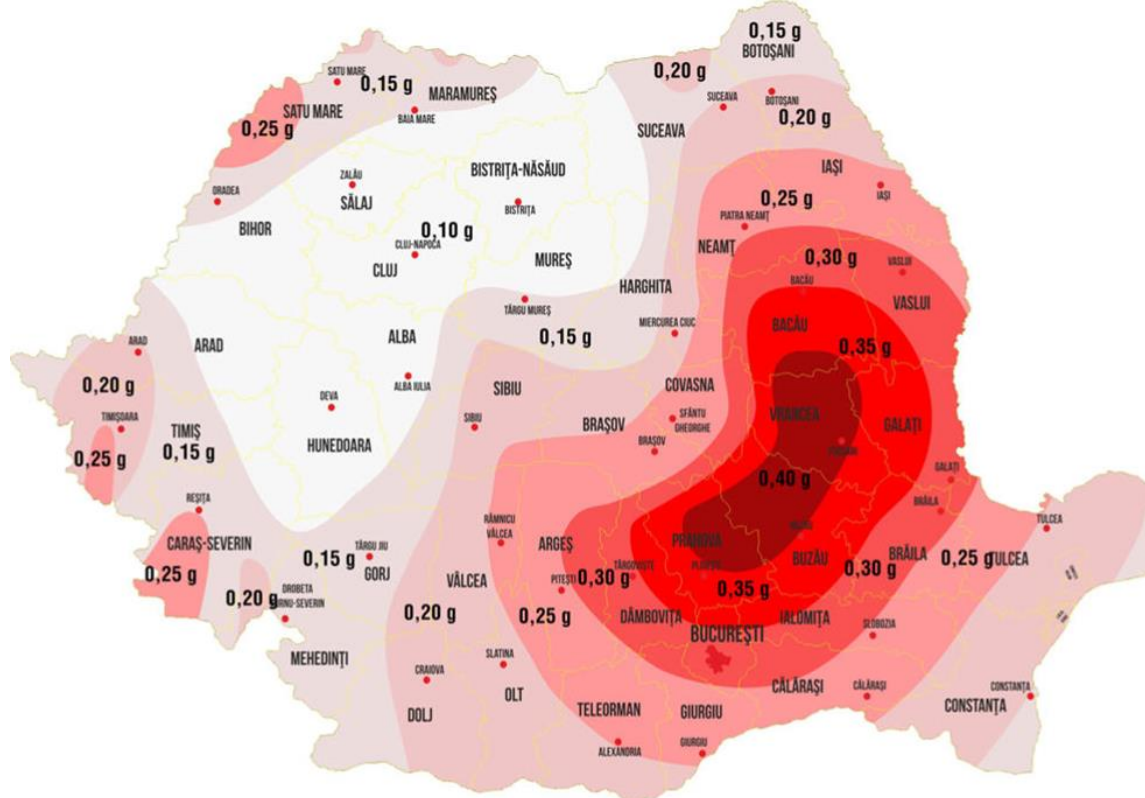 0,15 g
BOTOȘANI
SATU MARE
0,15 g
MARAMUREȘ
0,20 g
SUCEAVA
BOTOȘANI
0,20 g
SATU MARE
0,25 g
BAIA MARE
SUCEAVA
IAȘI
IAȘI
ORADEA
BIHOR
ZALĂU
SĂLAJ
BISTRIȚA-NĂSĂUD
BISTRIȚA
0,10 g
CLUJ-NAPOCA
CLUJ
MUREȘ
0,25 g
PIATRA NEAMȚ
NEAMȚ
0,30 g
VASLUI
VASLUI
HARGHITA
BACĂU
BACĂU
TÂRGU MUREȘ
MIERCUREA CIUC
0,15 g
0,35 g
ARAD
ARAD
ALBA
ALBA IULIA
0,20 g
TIMIȘOARA
TIMIȘ
0,15 g
0,25 g
DEVA
HUNEDOARA
SIBIU
SIBIU
COVASNA
SFÂNTU
GHEORGHE
BRAȘOV
BRAȘOV
VRANCEA
FOCȘANI
GALAȚI
GALAȚI
0,40 g
BRĂILA
REȘIȚA
CARAȘ-SEVERIN
0,25 g
0,20 g
DROBETA
TURNU-SEVERIN
0,15 g
TÂRGU JIU
GORJ
RÂMNICU
VÂLCEA
VÂLCEA
ARGEȘ
PITEȘTI
0,30 g
TÂRGOVIȘTE
PRAHOVA
PLOIEȘTI
0,35 g
BUZĂU
BUZĂU
0,30 g
BRĂILA
0,25 g
TULCEA
TULCEA
0,20 g
0,25 g
DÂMBOVIȚA
BUCUREȘTI
IALOMIȚA
SLOBOZIA
MEHEDINȚI
CRAIOVA
DOLJ
SLATINA
OLT
TELEORMAN
ALEXANDRIA
GIURGIU
GIURGIU
CĂLĂRAȘI
CĂLĂRAȘI
CONSTANȚA
CONSTANȚA